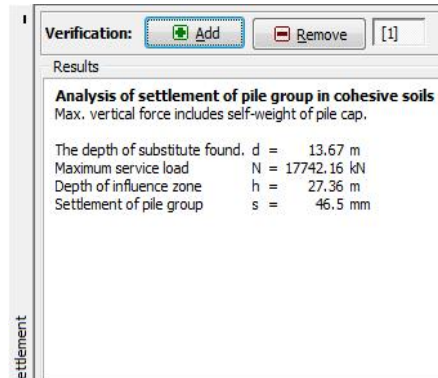 Verification: Add Remove [1]
Results
Analysis of settlement of pile group in cohesive soils
Max. vertical force includes self-weight of pile cap.
The depth of substitute found. d = 13.67 m
Maximum service load N = 17742.16 kN
Depth of influence zone h = 27.36 m
Settlement of pile group s = 46.5 mm
ettlement